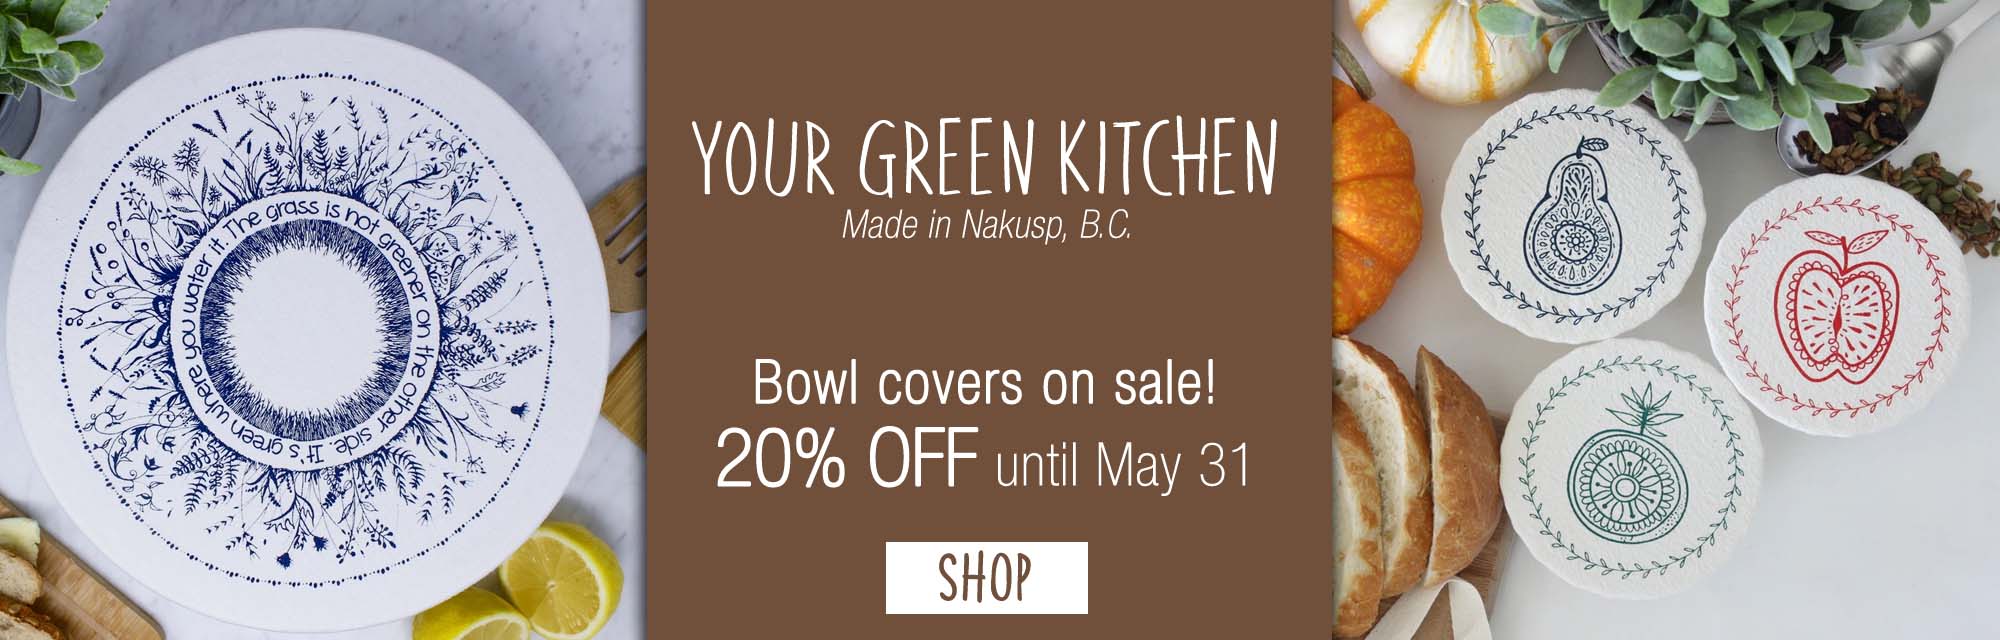 The grass is not greener on the other side. It's green where you water it.
YOUR GREEN KITCHEN
Made in Nakusp, B.C.
Bowl covers on sale!
20% OFF until May 31
SHOP